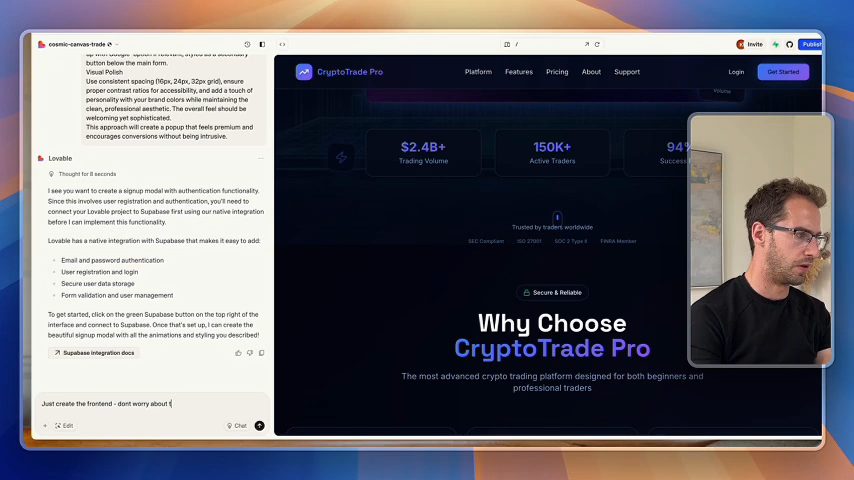 cosmic-canvas-trade
Invite
Publish
up with Google" option if relevant, styled as a secondary
button below the main form.
Visual Polish
Use consistent spacing (16px, 24px, 32px grid), ensure
proper contrast ratios for accessibility, and add a touch of
personality with your brand colors while maintaining the
clean, professional aesthetic. The overall feel should be
welcoming yet sophisticated.
This approach will create a popup that feels premium and
encourages conversions without being intrusive.
Lovable
Thought for 8 seconds
I see you want to create a signup modal with authentication functionality.
Since this involves user registration and authentication, you'll need to
connect your Lovable project to Supabase first using our native integration
before I can implement this functionality.
Lovable has a native integration with Supabase that makes it easy to add:
Email and password authentication
User registration and login
Secure user data storage
Form validation and user management
To get started, click on the green Supabase button on the top right of the
interface and connect to Supabase. Once that's set up, I can create the
beautiful signup modal with all the animations and styling you described!
Supabase integration docs
Just create the frontend - dont worry about t
Edit
Chat
/
CryptoTrade Pro
Platform
Features
Pricing
About
Support
Login
Get Started
Volume
$2.4B+
Trading Volume
150K+
Active Traders
94%
Success
Trusted by traders worldwide
SEC Compliant
ISO 27001
SOC 2 Type II
FINRA Member
Secure & Reliable
Why Choose
CryptoTrade Pro
The most advanced crypto trading platform designed for both beginners and
professional traders